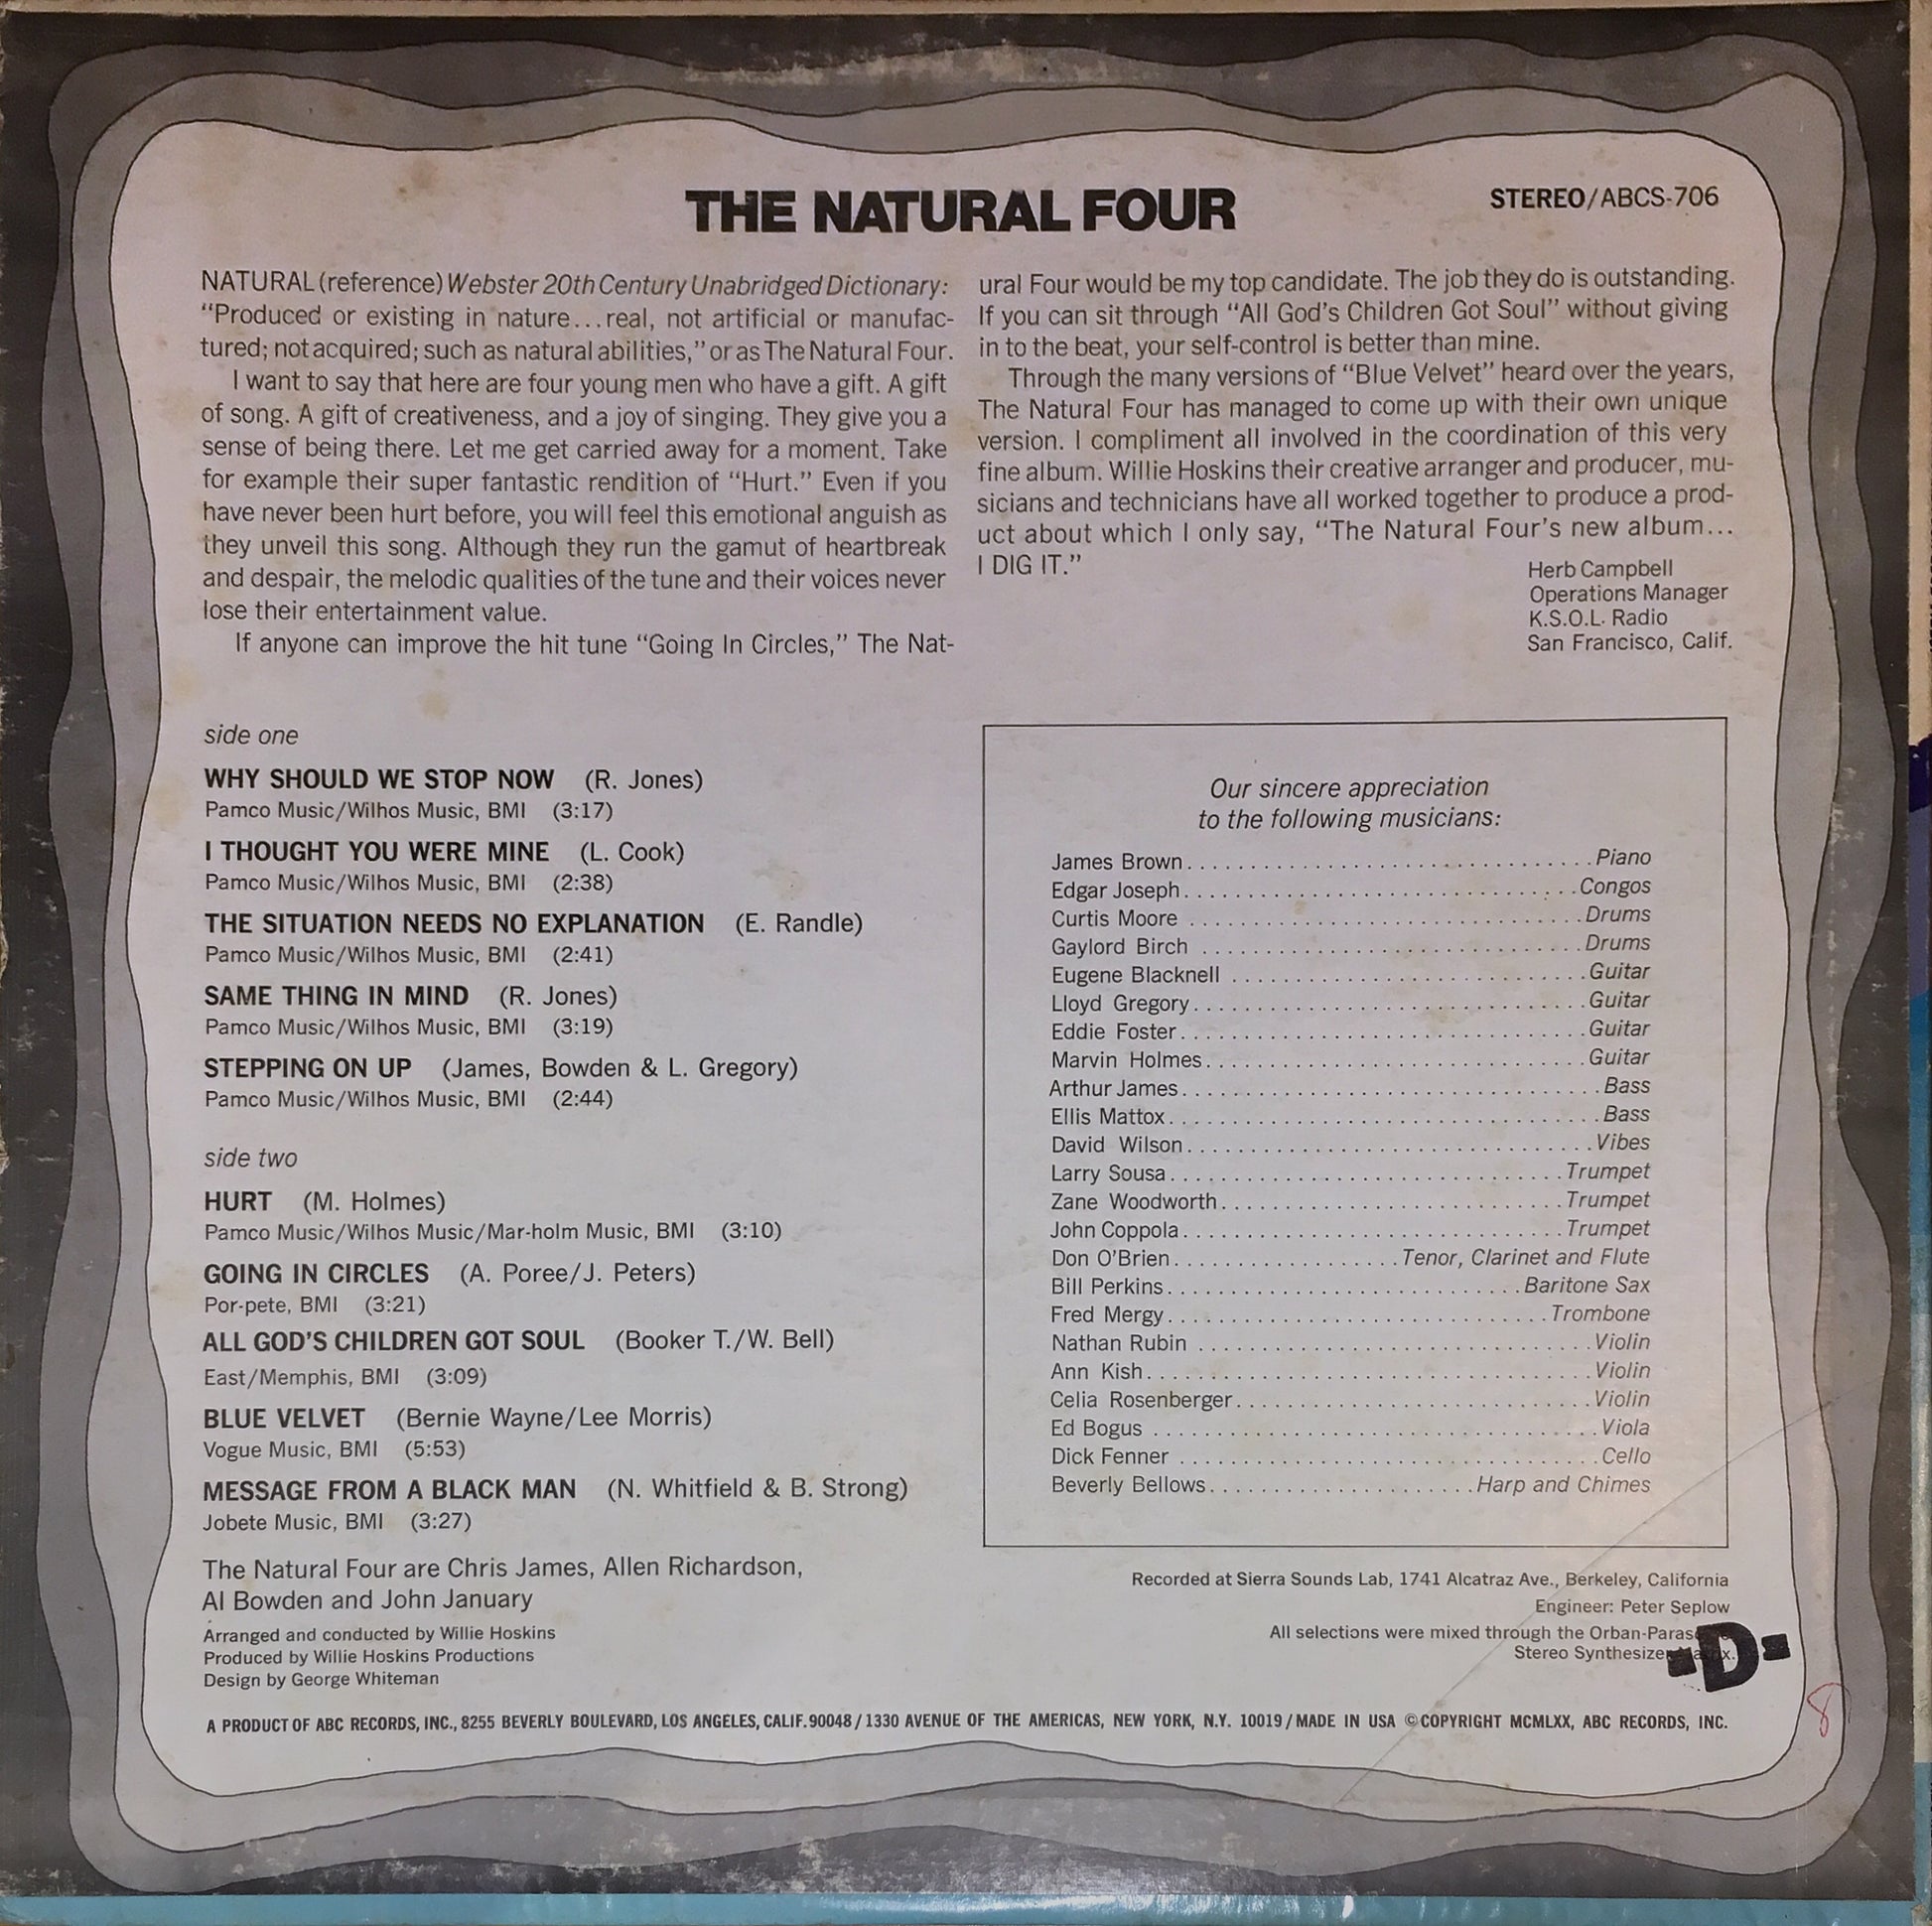 THE NATURAL FOUR
STEREO/ABCS-706
NATURAL (reference) Webster 20th Century Unabridged Dictionary:
“Produced or existing in nature...real, not artificial or manufac-
tured; not acquired; such as natural abilities,” or as The Natural Four.
I want to say that here are four young men who have a gift. A gift
of song. A gift of creativeness, and a joy of singing. They give you a
sense of being there. Let me get carried away for a moment. Take
for example their super fantastic rendition of “Hurt.” Even if you
have never been hurt before, you will feel this emotional anguish as
they unveil this song. Although they run the gamut of heartbreak
and despair, the melodic qualities of the tune and their voices never
lose their entertainment value.
If anyone can improve the hit tune “Going In Circles,” The Nat-
ural Four would be my top candidate. The job they do is outstanding.
If you can sit through “All God’s Children Got Soul” without giving
in to the beat, your self-control is better than mine.
Through the many versions of “Blue Velvet” heard over the years,
The Natural Four has managed to come up with their own unique
version. I compliment all involved in the coordination of this very
fine album. Willie Hoskins their creative arranger and producer, mu-
sicians and technicians have all worked together to produce a prod-
uct about which I only say, “The Natural Four’s new album...
I DIG IT.”
Herb Campbell
Operations Manager
K.S.O.L. Radio
San Francisco, Calif.
side one
WHY SHOULD WE STOP NOW (R. Jones)
Pamco Music/Wilhos Music, BMI (3:17)
I THOUGHT YOU WERE MINE (L. Cook)
Pamco Music/Wilhos Music, BMI (2:38)
THE SITUATION NEEDS NO EXPLANATION (E. Randle)
Pamco Music/Wilhos Music, BMI (2:41)
SAME THING IN MIND (R. Jones)
Pamco Music/Wilhos Music, BMI (3:19)
STEPPING ON UP (James, Bowden & L. Gregory)
Pamco Music/Wilhos Music, BMI (2:44)
side two
HURT (M. Holmes)
Pamco Music/Wilhos Music/Mar-holm Music, BMI (3:10)
GOING IN CIRCLES (A. Poree/J. Peters)
Por-pete, BMI (3:21)
ALL GOD’S CHILDREN GOT SOUL (Booker T./W. Bell)
East/Memphis, BMI (3:09)
BLUE VELVET (Bernie Wayne/Lee Morris)
Vogue Music, BMI (5:53)
MESSAGE FROM A BLACK MAN (N. Whitfield & B. Strong)
Jobete Music, BMI (3:27)
The Natural Four are Chris James, Allen Richardson,
Al Bowden and John January
Arranged and conducted by Willie Hoskins
Produced by Willie Hoskins Productions
Design by George Whiteman
Our sincere appreciation
to the following musicians:
James Brown Piano
Edgar Joseph Congos
Curtis Moore Drums
Gaylord Birch Drums
Eugene Blacknell Guitar
Lloyd Gregory Guitar
Eddie Foster Guitar
Marvin Holmes Guitar
Arthur James Bass
Ellis Mattox Bass
David Wilson Vibes
Larry Sousa Trumpet
Zane Woodworth Trumpet
John Coppola Trumpet
Don O’Brien Tenor, Clarinet and Flute
Bill Perkins Baritone Sax
Fred Mergy Trombone
Nathan Rubin Violin
Ann Kish Violin
Celia Rosenberger Violin
Ed Bogus Viola
Dick Fenner Cello
Beverly Bellows Harp and Chimes
Recorded at Sierra Sounds Lab, 1741 Alcatraz Ave., Berkeley, California
Engineer: Peter Seplow
All selections were mixed through the
Stereo
-D-
8
A PRODUCT OF ABC RECORDS, INC., 8255 BEVERLY BOULEVARD, LOS ANGELES, CALIF. 90048 / 1330 AVENUE OF THE AMERICAS, NEW YORK, N.Y. 10019 / MADE IN USA © COPYRIGHT MCMLXX, ABC RECORDS, INC.